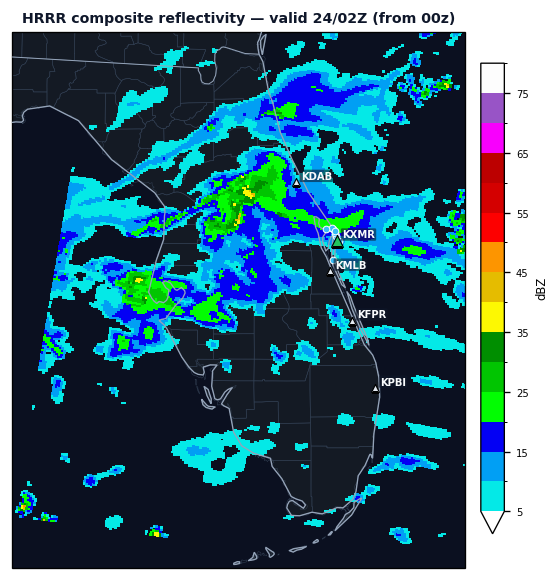 HRRR composite reflectivity — valid 24/02Z (from 00z)
KDAB
KXMR
KMLB
KFPR
KPBI
75
65
55
45
35
25
15
5
dBZ